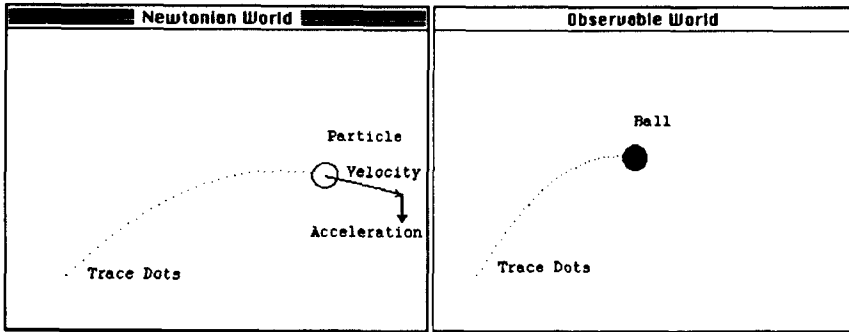 Newtonian World
Particle
Velocity
Acceleration
Trace Dots
Observable World
Ball
Trace Dots